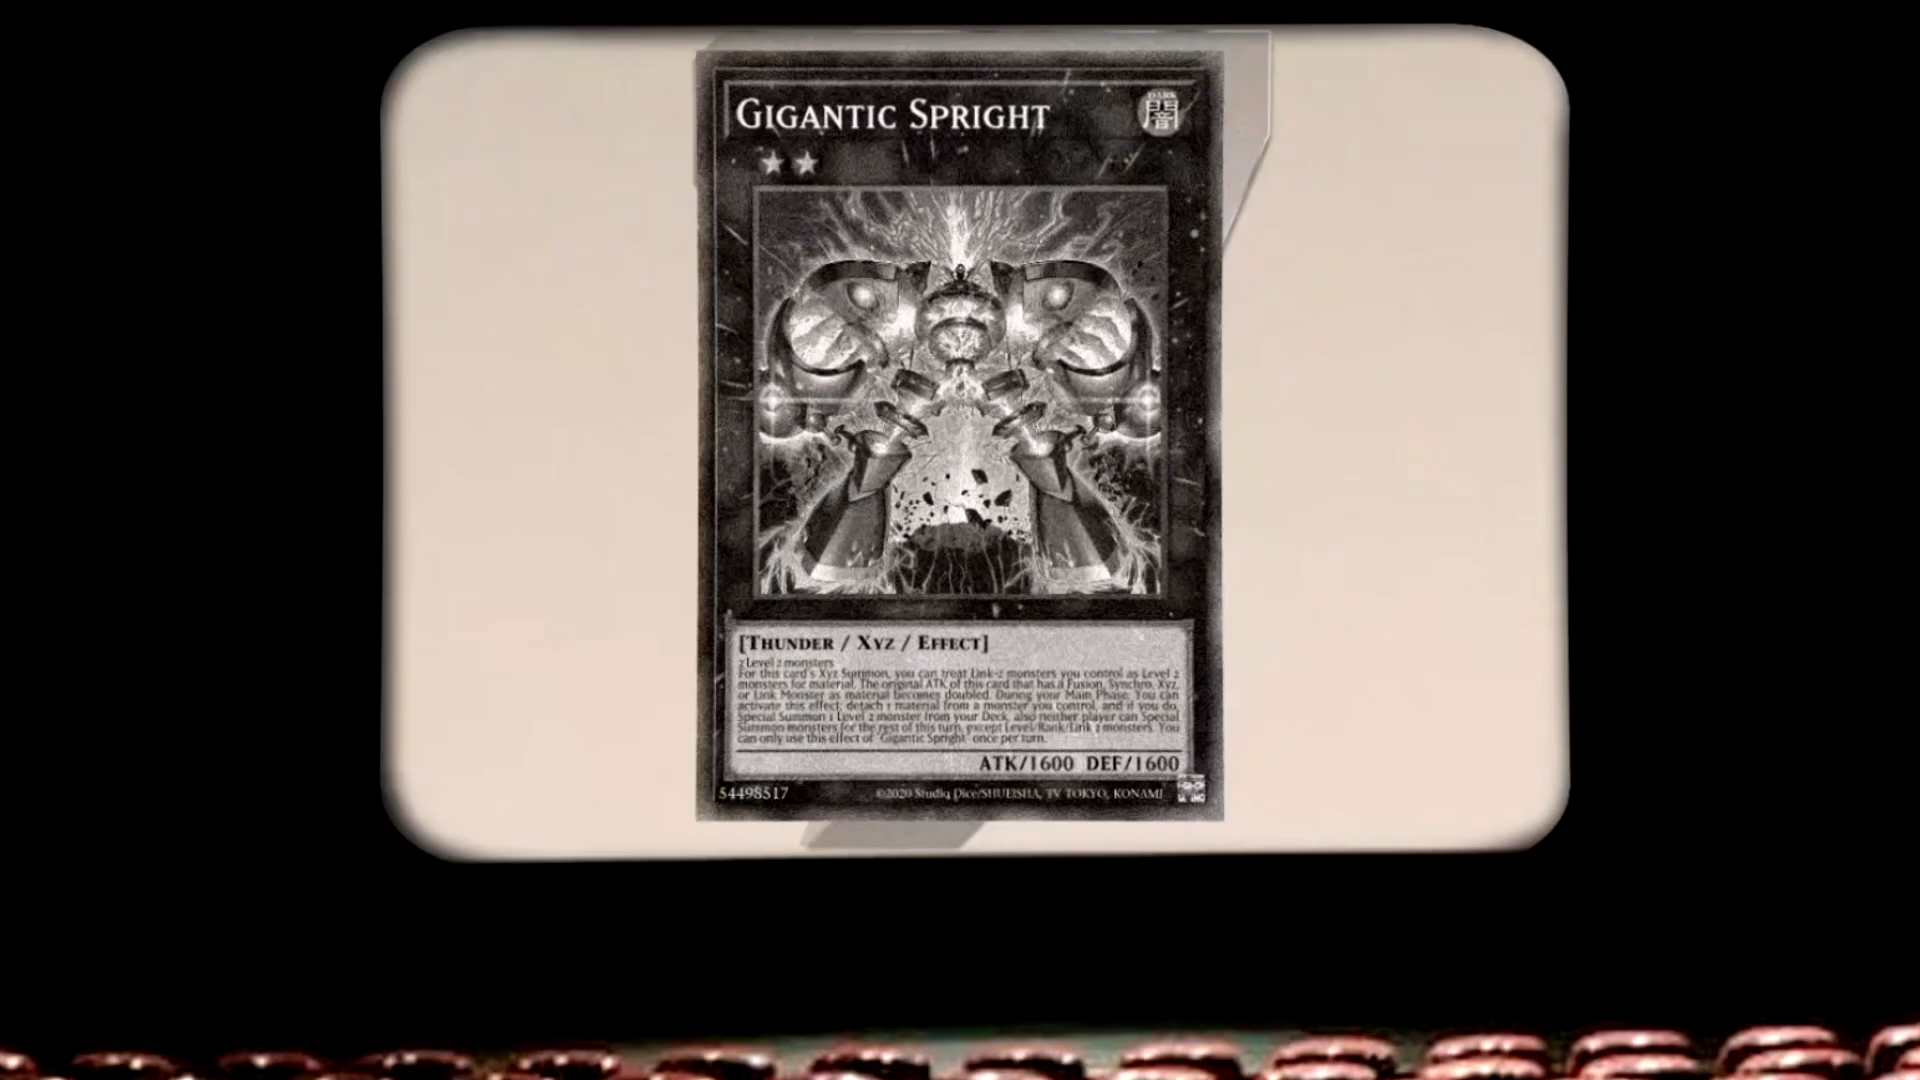 GIGANTIC SPRIGHT
DARK
闇
[THUNDER / XYZ / EFFECT]
2 Level 2 monsters
For this card's Xyz Summon, you can treat Link-2 monsters you control as Level 2
monsters for material. The original ATK of this card that has a Fusion, Synchro, Xyz,
or Link Monster as material becomes doubled. During your Main Phase: You can
activate this effect; detach 1 material from a monster you control, and if you do,
Special Summon 1 Level 2 monster from your Deck, also neither player can Special
Summon monsters for the rest of this turn, except Level/Rank/Link 2 monsters. You
can only use this effect of "Gigantic Spright" once per turn.
ATK/1600 DEF/1600
54498517
©2020 Studio Dice/SHUEISHA, TV TOKYO, KONAMI